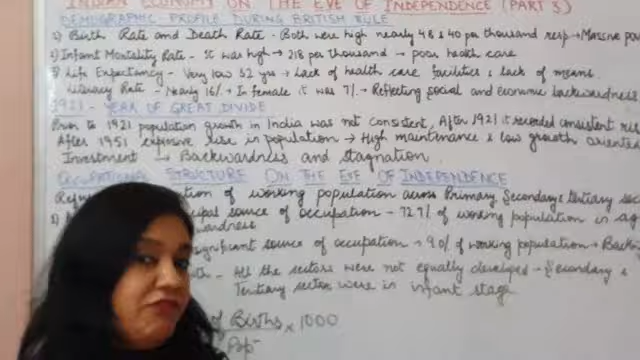 INDIAN ECONOMY ON THE EVE OF INDEPENDENCE (PART 3)
DEMOGRAPHIC PROFILE DURING BRITISH RULE
1) Birth Rate and Death Rate - Both were high nearly 48 & 40 per thousand resp → Massive pov
2) Infant Mortality Rate - It was high → 218 per thousand → poor health care
3) Life Expectancy - Very low 32 yrs → Lack of health care facilities & lack of means.
Literacy Rate - Nearly 16% → In female it was 7% → Reflecting social and economic backwardness
1921 - YEAR OF GREAT DIVIDE
Prior to 1921 population growth in India was not consistent, After 1921 it recorded consistent rise
After 1951 rise in population → High maintenance & low growth oriented
Investment → Backwardness and stagnation
OCCUPATIONAL STRUCTURE ON THE EVE OF INDEPENDENCE
of working population across Primary Secondary & tertiary sec
source of occupation - 72.7% of working population in ag
significant source of occupation → of working population →
- All the sectors were not equally developed - Secondary &
Tertiary sector were in infant stage
of Births × 1000
Pop